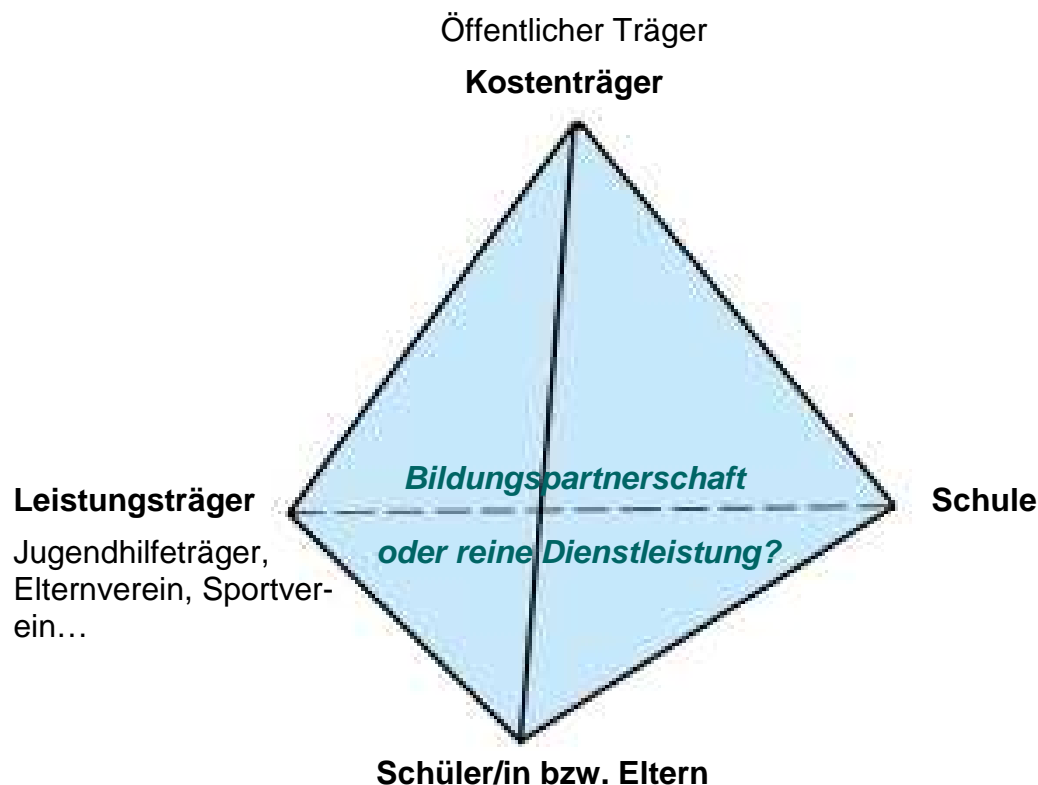 Öffentlicher Träger
Kostenträger
Bildungspartnerschaft
oder reine Dienstleistung?
Leistungsträger
Jugendhilfeträger,
Elternverein, Sportver-
ein…
Schule
Schüler/in bzw. Eltern